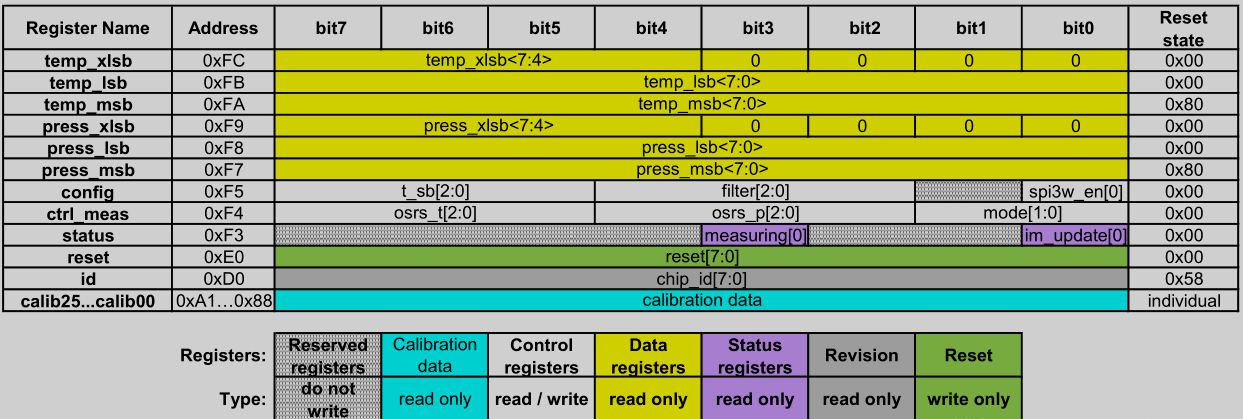 Register Name Address bit7 bit6 bit5 bit4 bit3 bit2 bit1 bit0 Reset state
temp_xlsb 0xFC temp_xlsb<7:4> 0 0 0 0 0x00
temp_lsb 0xFB temp_lsb<7:0> 0x00
temp_msb 0xFA temp_msb<7:0> 0x80
press_xlsb 0xF9 press_xlsb<7:4> 0 0 0 0 0x00
press_lsb 0xF8 press_lsb<7:0> 0x00
press_msb 0xF7 press_msb<7:0> 0x80
config 0xF5 t_sb[2:0] filter[2:0] spi3w_en[0] 0x00
ctrl_meas 0xF4 osrs_t[2:0] osrs_p[2:0] mode[1:0] 0x00
status 0xF3 measuring[0] im_update[0] 0x00
reset 0xE0 reset[7:0] 0x00
id 0xD0 chip_id[7:0] 0x58
calib25...calib00 0xA1…0x88 calibration data individual
Registers: Reserved registers Calibration data Control registers Data registers Status registers Revision Reset
Type: do not write read only read / write read only read only read only write only